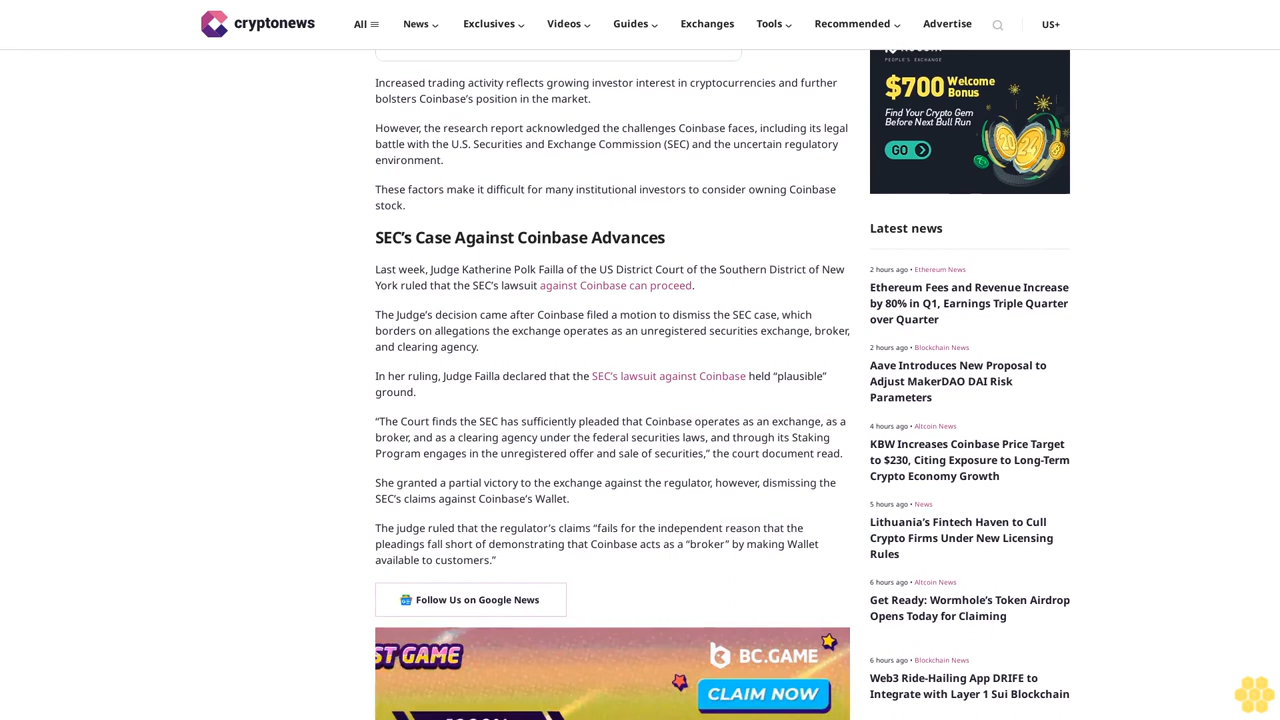 cryptonews
All
News
Exclusives
Videos
Guides
Exchanges
Tools
Recommended
Advertise
US+
Increased trading activity reflects growing investor interest in cryptocurrencies and further
bolsters Coinbase’s position in the market.
However, the research report acknowledged the challenges Coinbase faces, including its legal
battle with the U.S. Securities and Exchange Commission (SEC) and the uncertain regulatory
environment.
These factors make it difficult for many institutional investors to consider owning Coinbase
stock.
SEC’s Case Against Coinbase Advances
Last week, Judge Katherine Polk Failla of the US District Court of the Southern District of New
York ruled that the SEC’s lawsuit against Coinbase can proceed.
The Judge’s decision came after Coinbase filed a motion to dismiss the SEC case, which
borders on allegations the exchange operates as an unregistered securities exchange, broker,
and clearing agency.
In her ruling, Judge Failla declared that the SEC’s lawsuit against Coinbase held “plausible”
ground.
“The Court finds the SEC has sufficiently pleaded that Coinbase operates as an exchange, as a
broker, and as a clearing agency under the federal securities laws, and through its Staking
Program engages in the unregistered offer and sale of securities,” the court document read.
She granted a partial victory to the exchange against the regulator, however, dismissing the
SEC’s claims against Coinbase’s Wallet.
The judge ruled that the regulator’s claims “fails for the independent reason that the
pleadings fall short of demonstrating that Coinbase acts as a “broker” by making Wallet
available to customers.”
Follow Us on Google News
ST GAME
BC.GAME
CLAIM NOW
PEOPLE'S EXCHANGE
$700 Welcome
Bonus
Find Your Crypto Gem
Before Next Bull Run
GO
20 24
Latest news
2 hours ago • Ethereum News
Ethereum Fees and Revenue Increase
by 80% in Q1, Earnings Triple Quarter
over Quarter
2 hours ago • Blockchain News
Aave Introduces New Proposal to
Adjust MakerDAO DAI Risk
Parameters
4 hours ago • Altcoin News
KBW Increases Coinbase Price Target
to $230, Citing Exposure to Long-Term
Crypto Economy Growth
5 hours ago • News
Lithuania’s Fintech Haven to Cull
Crypto Firms Under New Licensing
Rules
6 hours ago • Altcoin News
Get Ready: Wormhole’s Token Airdrop
Opens Today for Claiming
6 hours ago • Blockchain News
Web3 Ride-Hailing App DRIFE to
Integrate with Layer 1 Sui Blockchain